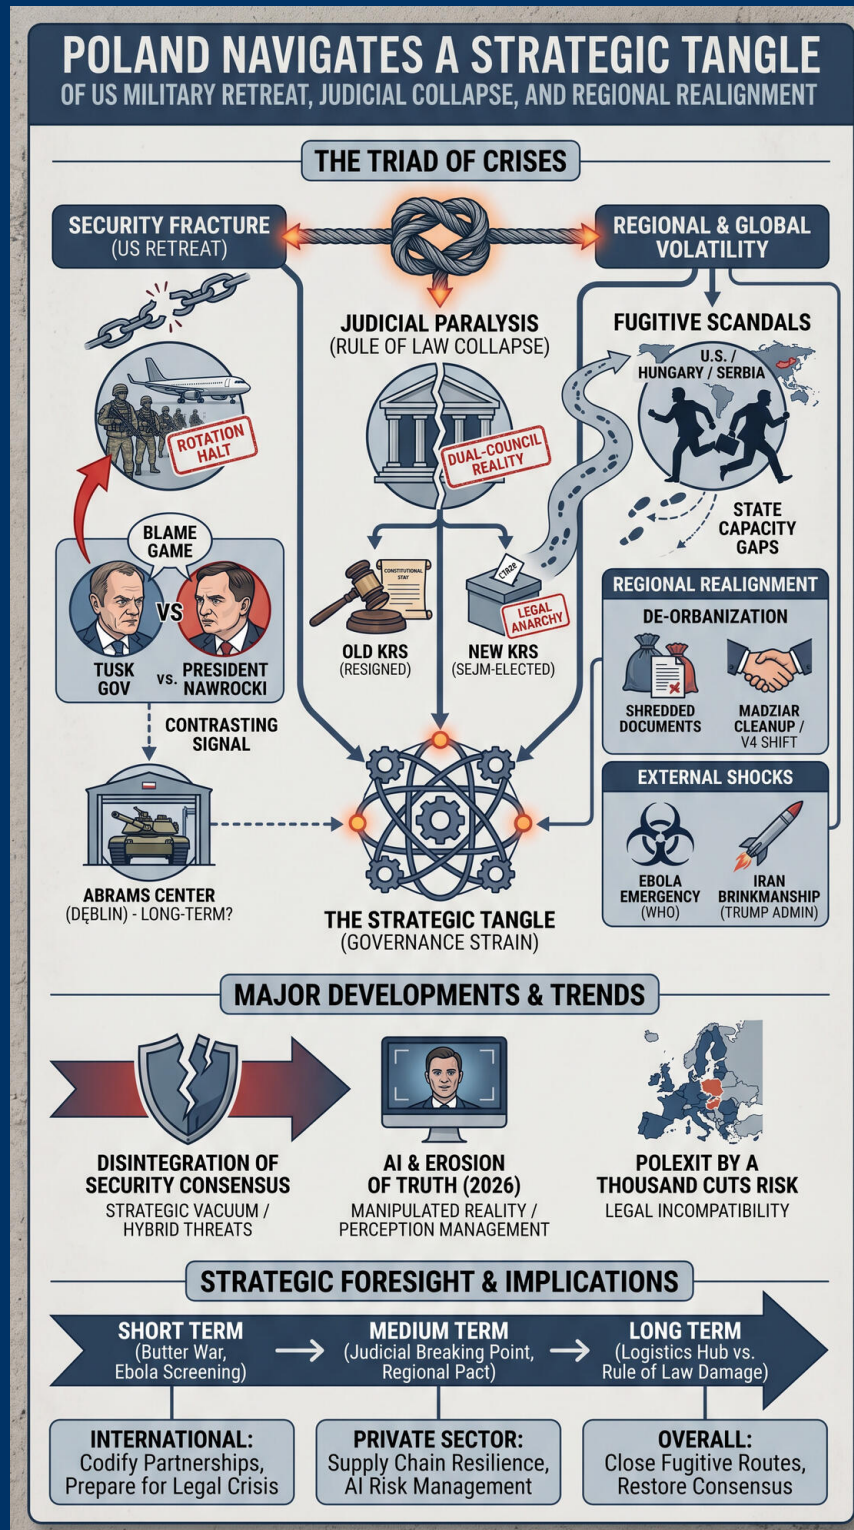 POLAND NAVIGATES A STRATEGIC TANGLE
OF US MILITARY RETREAT, JUDICIAL COLLAPSE, AND REGIONAL REALIGNMENT
THE TRIAD OF CRISES
SECURITY FRACTURE
(US RETREAT)
ROTATION
HALT
BLAME
GAME
VS
TUSK
GOV
vs.
PRESIDENT
NAWROCKI
CONTRASTING
SIGNAL
ABRAMS CENTER
(DĘBLIN) - LONG-TERM?
JUDICIAL PARALYSIS
(RULE OF LAW COLLAPSE)
DUAL-COUNCIL
REALITY
CONSTITUTIONAL
STAY
OLD KRS
(RESIGNED)
LEGAL
ANARCHY
NEW KRS
(SEJM-ELECTED)
THE STRATEGIC TANGLE
(GOVERNANCE STRAIN)
REGIONAL & GLOBAL
VOLATILITY
FUGITIVE SCANDALS
U.S. /
HUNGARY / SERBIA
STATE
CAPACITY
GAPS
REGIONAL REALIGNMENT
DE-ORBANIZATION
SHREDDED
DOCUMENTS
MADZIAR
CLEANUP /
V4 SHIFT
EXTERNAL SHOCKS
EBOLA
EMERGENCY
(WHO)
IRAN
BRINKMANSHIP
(TRUMP ADMIN)
MAJOR DEVELOPMENTS & TRENDS
DISINTEGRATION OF
SECURITY CONSENSUS
STRATEGIC VACUUM /
HYBRID THREATS
AI & EROSION
OF TRUTH (2026)
MANIPULATED REALITY /
PERCEPTION MANAGEMENT
POLEXIT BY A
THOUSAND CUTS RISK
LEGAL INCOMPATIBILITY
STRATEGIC FORESIGHT & IMPLICATIONS
SHORT TERM
(Butter War,
Ebola Screening)
MEDIUM TERM
(Judicial Breaking Point,
Regional Pact)
LONG TERM
(Logistics Hub vs.
Rule of Law Damage)
INTERNATIONAL:
Codify Partnerships,
Prepare for Legal Crisis
PRIVATE SECTOR:
Supply Chain Resilience,
AI Risk Management
OVERALL:
Close Fugitive Routes,
Restore Consensus